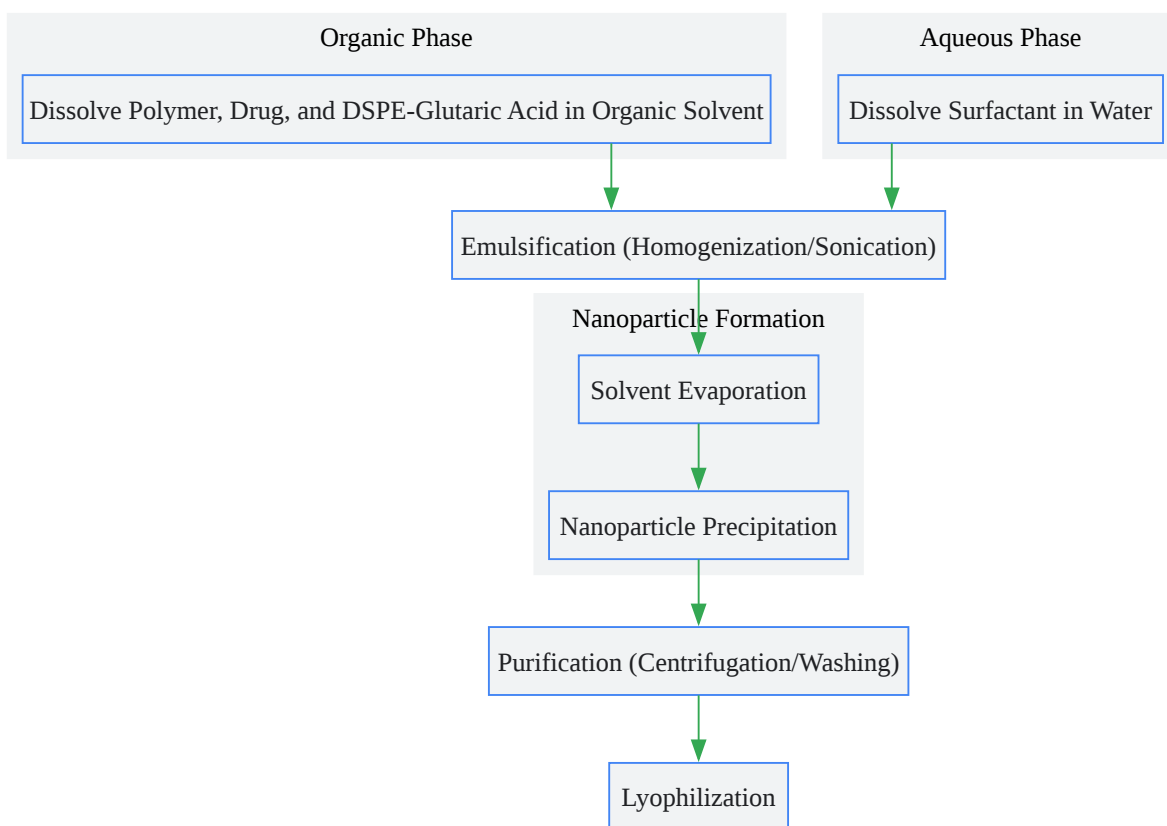 Organic Phase
Aqueous Phase
Dissolve Polymer, Drug, and DSPE-Glutaric Acid in Organic Solvent
Dissolve Surfactant in Water
Emulsification (Homogenization/Sonication)
Nanoparticle Formation
Solvent Evaporation
Nanoparticle Precipitation
Purification (Centrifugation/Washing)
Lyophilization